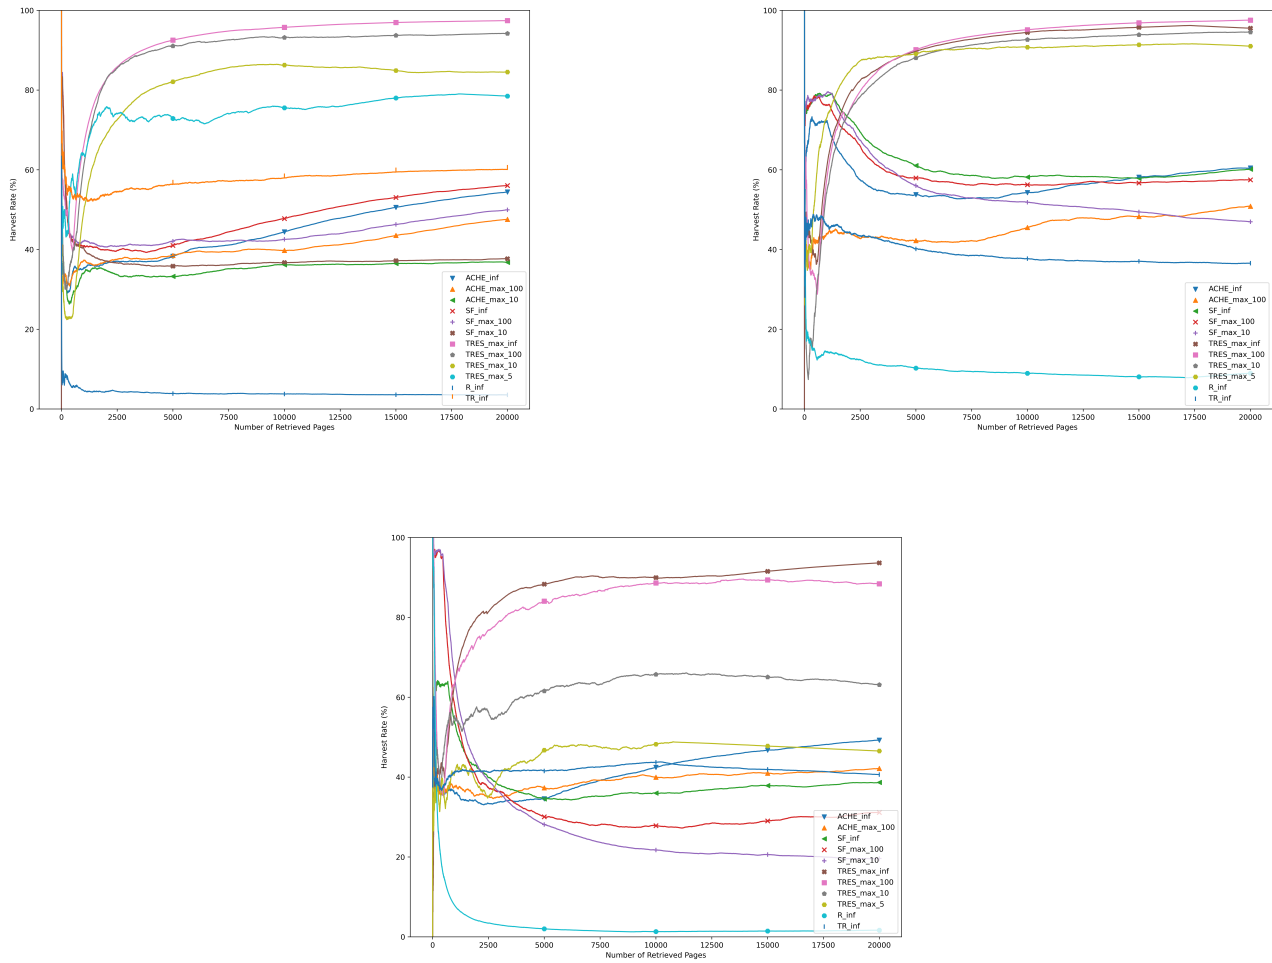 100
80
60
40
20
0
Harvest Rate (%)
0 2500 5000 7500 10000 12500 15000 17500 20000
Number of Retrieved Pages
ACHE_inf
ACHE_max_100
ACHE_max_10
SF_inf
SF_max_100
SF_max_10
TRES_max_inf
TRES_max_100
TRES_max_10
TRES_max_5
R_inf
TR_inf
100
80
60
40
20
0
Harvest Rate (%)
0 2500 5000 7500 10000 12500 15000 17500 20000
Number of Retrieved Pages
ACHE_inf
ACHE_max_100
SF_inf
SF_max_100
SF_max_10
TRES_max_inf
TRES_max_100
TRES_max_10
TRES_max_5
R_inf
TR_inf
100
80
60
40
20
0
Harvest Rate (%)
0 2500 5000 7500 10000 12500 15000 17500 20000
Number of Retrieved Pages
ACHE_inf
ACHE_max_100
SF_inf
SF_max_100
SF_max_10
TRES_max_inf
TRES_max_100
TRES_max_10
TRES_max_5
R_inf
TR_inf